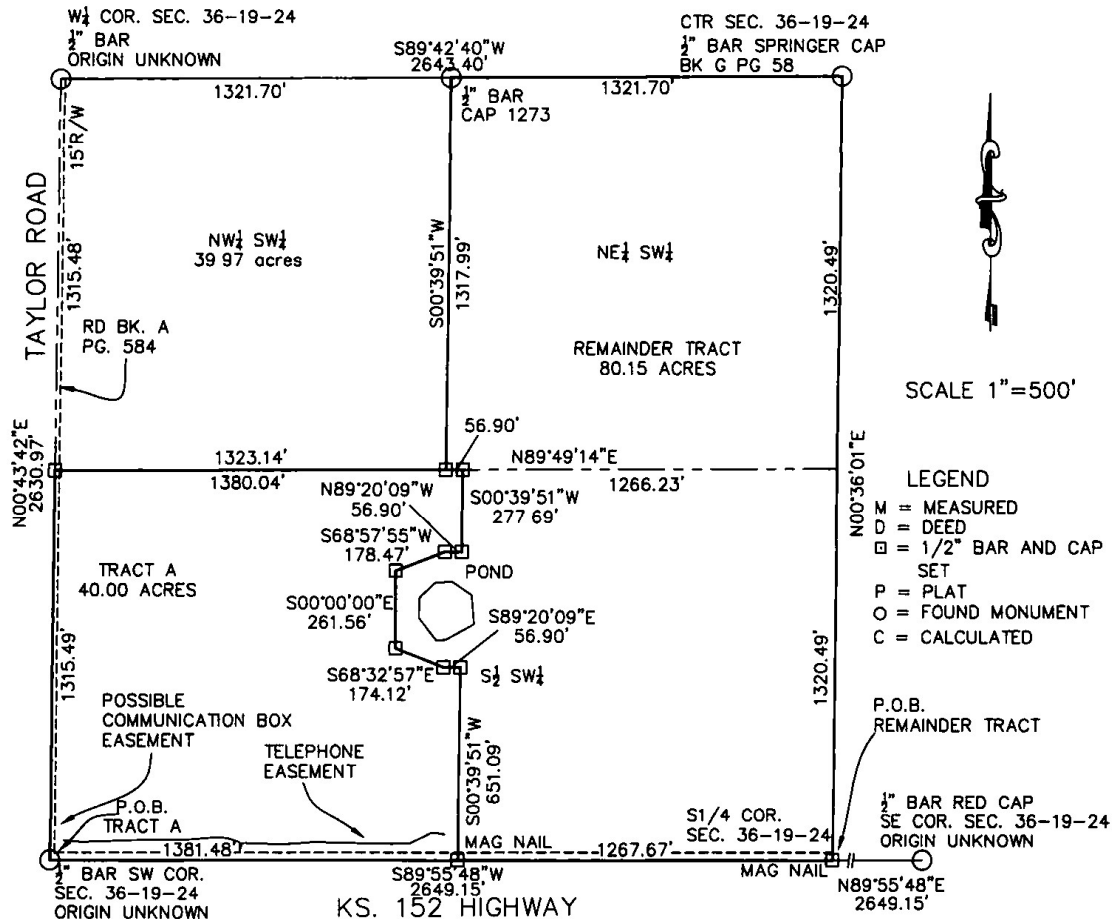 W¼ COR. SEC. 36-19-24
½" BAR
ORIGIN UNKNOWN
S89°42'40"W
2643.40'
CTR SEC. 36-19-24
½" BAR SPRINGER CAP
BK G PG 58
1321.70'
1321.70'
½" BAR
CAP 1273
15'R/W
TAYLOR ROAD
1315.48'
NW¼ SW¼
39 97 acres
S00°39'51"W
1317.99'
NE¼ SW¼
1320.49'
RD BK. A
PG. 584
REMAINDER TRACT
80.15 ACRES
SCALE 1"=500'
N00°43'42"E
2630.97'
56.90'
1323.14'
1380.04'
N89°49'14"E
1266.23'
N00°36'01"E
LEGEND
M = MEASURED
D = DEED
= 1/2" BAR AND CAP
SET
P = PLAT
O = FOUND MONUMENT
C = CALCULATED
N89°20'09"W
56.90'
S00°39'51"W
277 69'
S68°57'55"W
178.47'
POND
TRACT A
40.00 ACRES
S00°00'00"E
261.56'
S89°20'09"E
56.90'
S68°32'57"E
174.12'
S½ SW¼
1315.49'
1320.49'
POSSIBLE
COMMUNICATION BOX
EASEMENT
TELEPHONE
EASEMENT
S00°39'51"W
651.09'
P.O.B.
REMAINDER TRACT
P.O.B.
TRACT A
1381.48'
MAG NAIL
S1/4 COR.
SEC. 36-19-24
1267.67'
½" BAR RED CAP
SE COR. SEC. 36-19-24
ORIGIN UNKNOWN
½" BAR SW COR.
SEC. 36-19-24
ORIGIN UNKNOWN
S89°55'48"W
2649.15'
MAG NAIL
N89°55'48"E
2649.15'
KS. 152 HIGHWAY